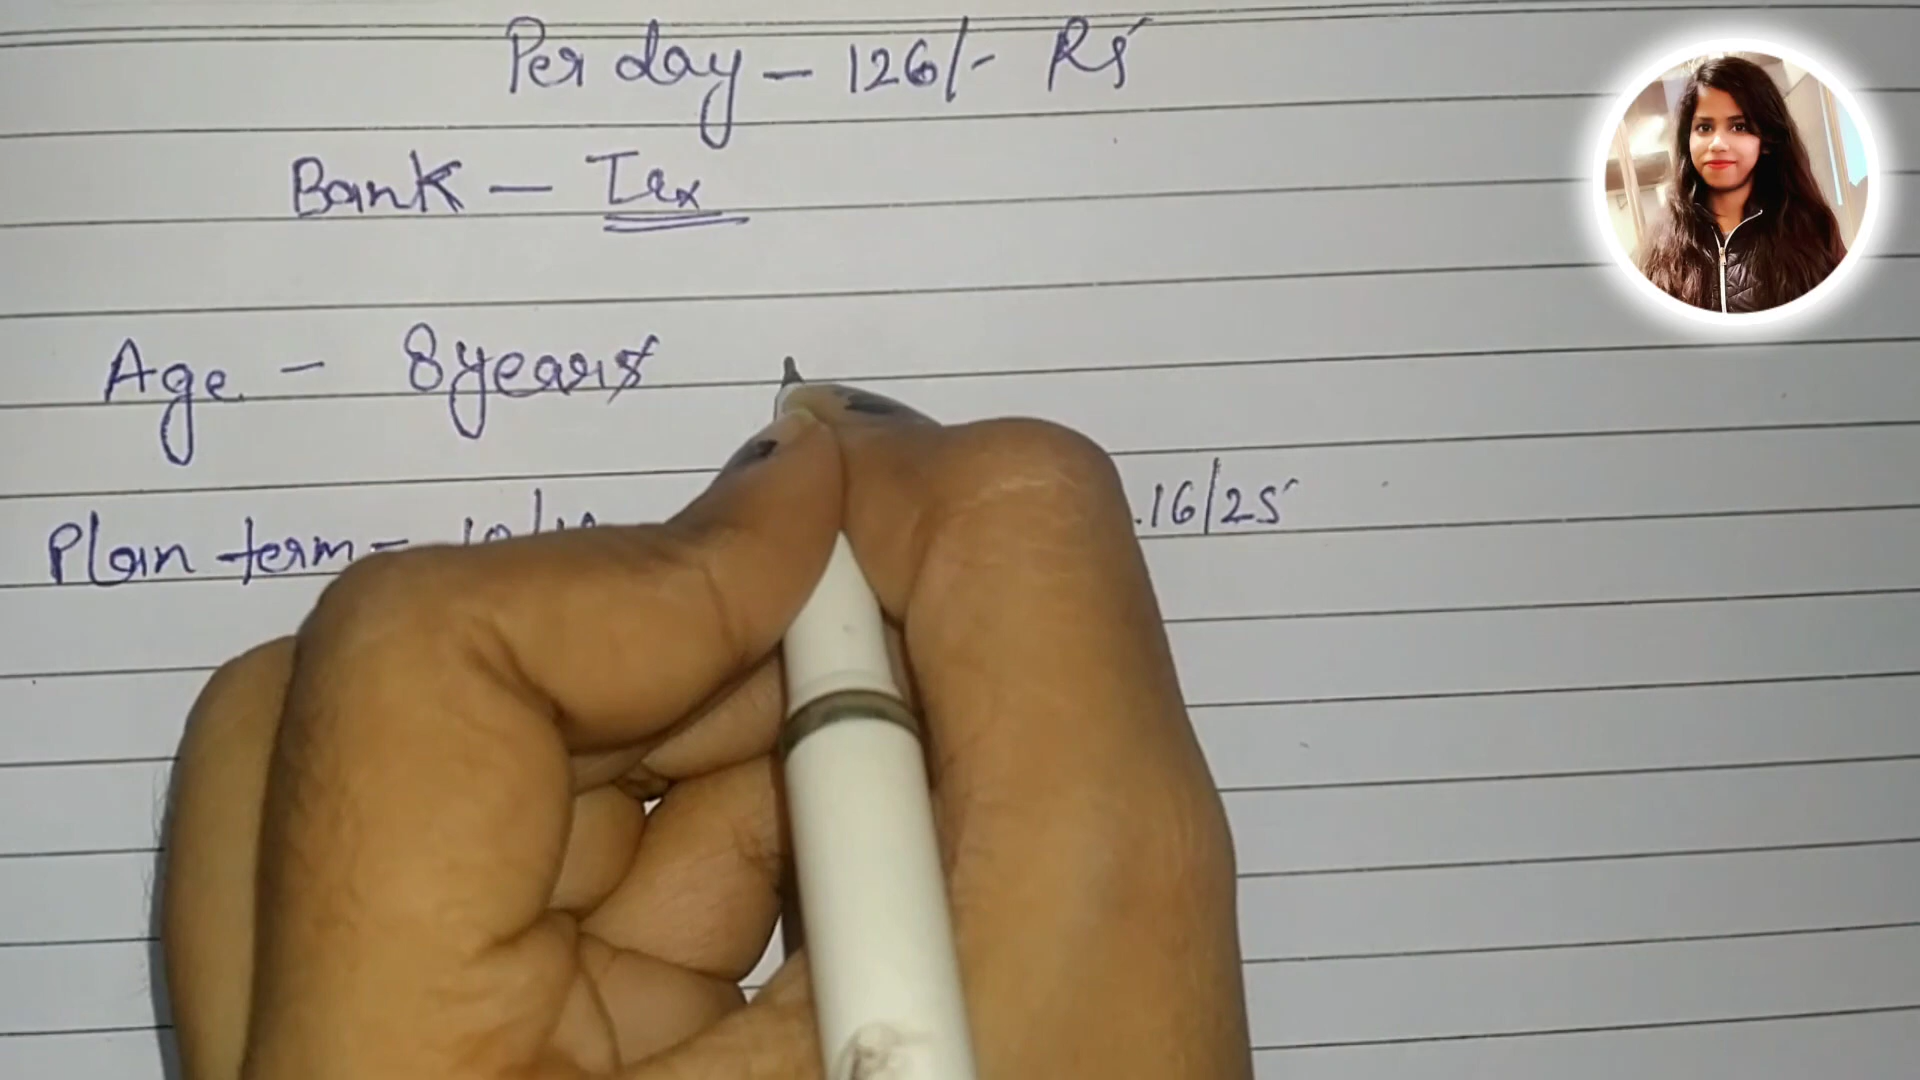 Per day - 126/- Rs
Bank - Tax
Age - 8 years
Plan term - 16/25